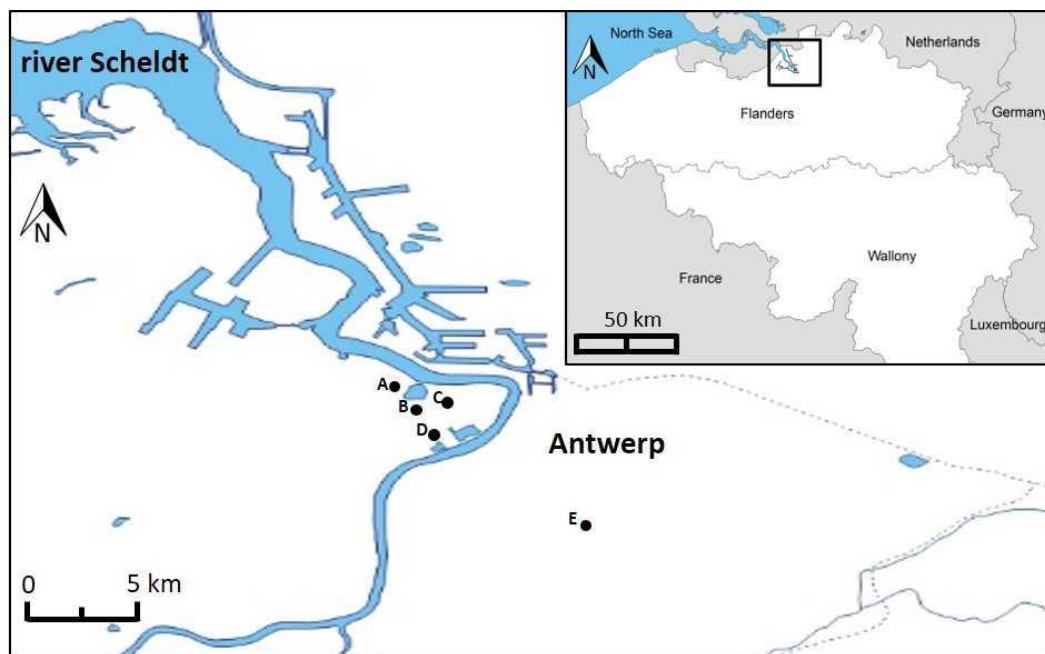 river Scheldt
N
A
B
C
D
Antwerp
E
0 5 km
North Sea
N
Netherlands
Flanders
Germany
Wallony
France
Luxembourg
50 km